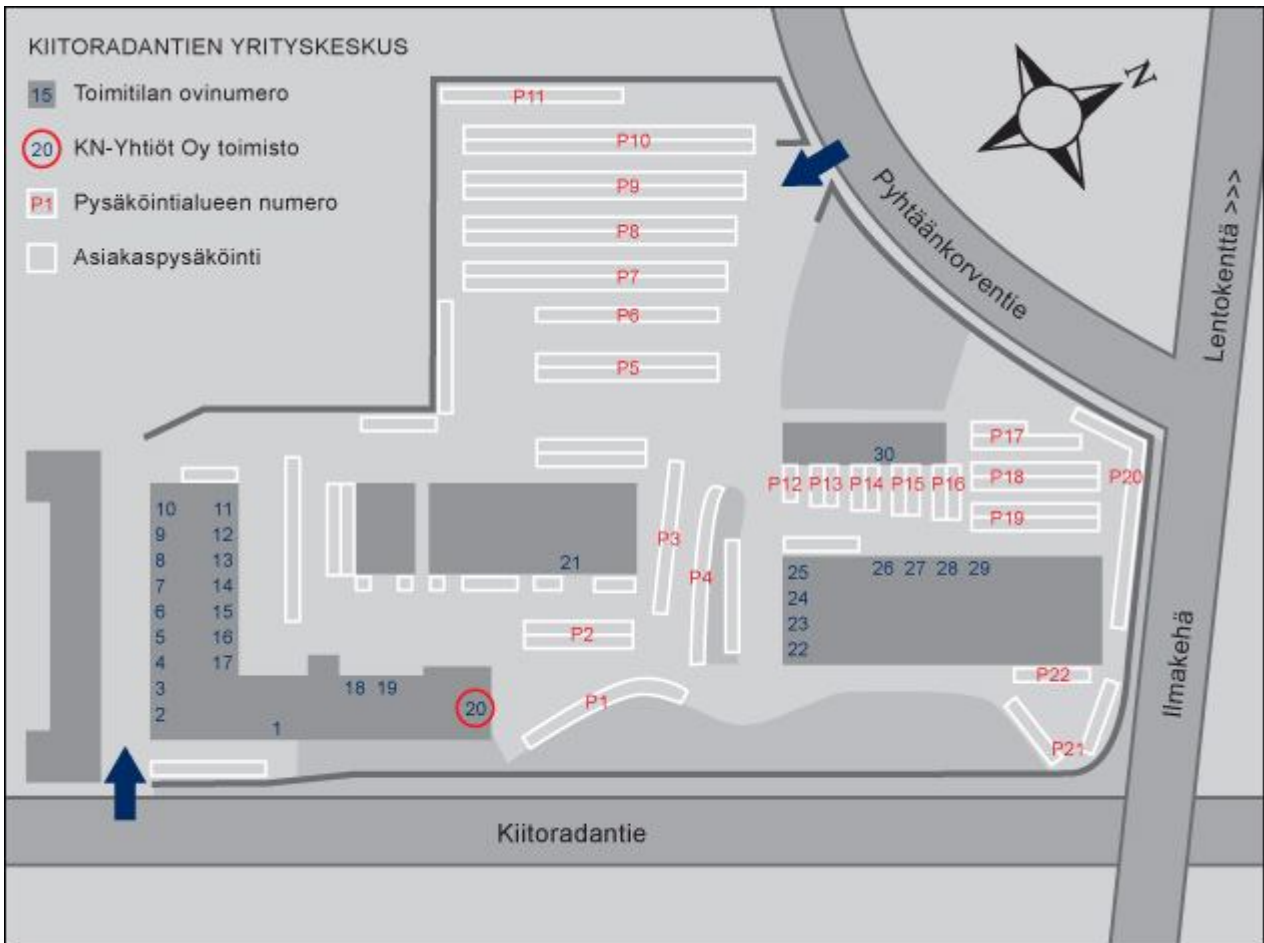 KIITORADANTIEN YRITYSKESKUS
15 Toimitilan ovinumero
20 KN-Yhtiöt Oy toimisto
P1 Pysäköintialueen numero
Asiakaspysäköinti
N
P11
P10
P9
P8
P7
P6
P5
Pyhtäänkorventie
Lentokenttä >>>
P17
30
P12 P13 P14 P15 P16
P18
P20
P19
10 11
9 12
8 13
7 14
6 15
5 16
4 17
3
2
1
18 19
20
21
P3
P4
P2
P1
25 26 27 28 29
24
23
22
P22
P21
Ilmakehä
Kiitoradantie